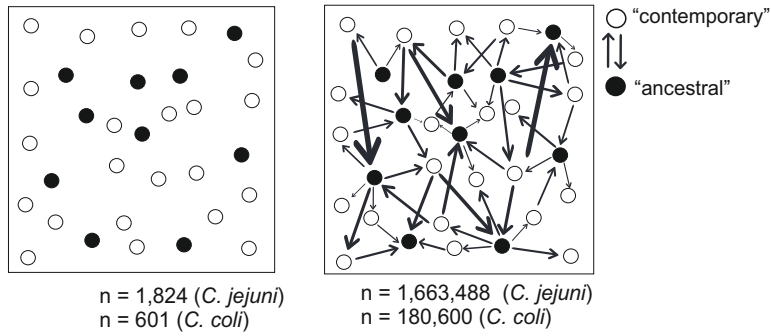 “contemporary”
“ancestral”
n = 1,824 (C. jejuni)
n = 601 (C. coli)
n = 1,663,488 (C. jejuni)
n = 180,600 (C. coli)